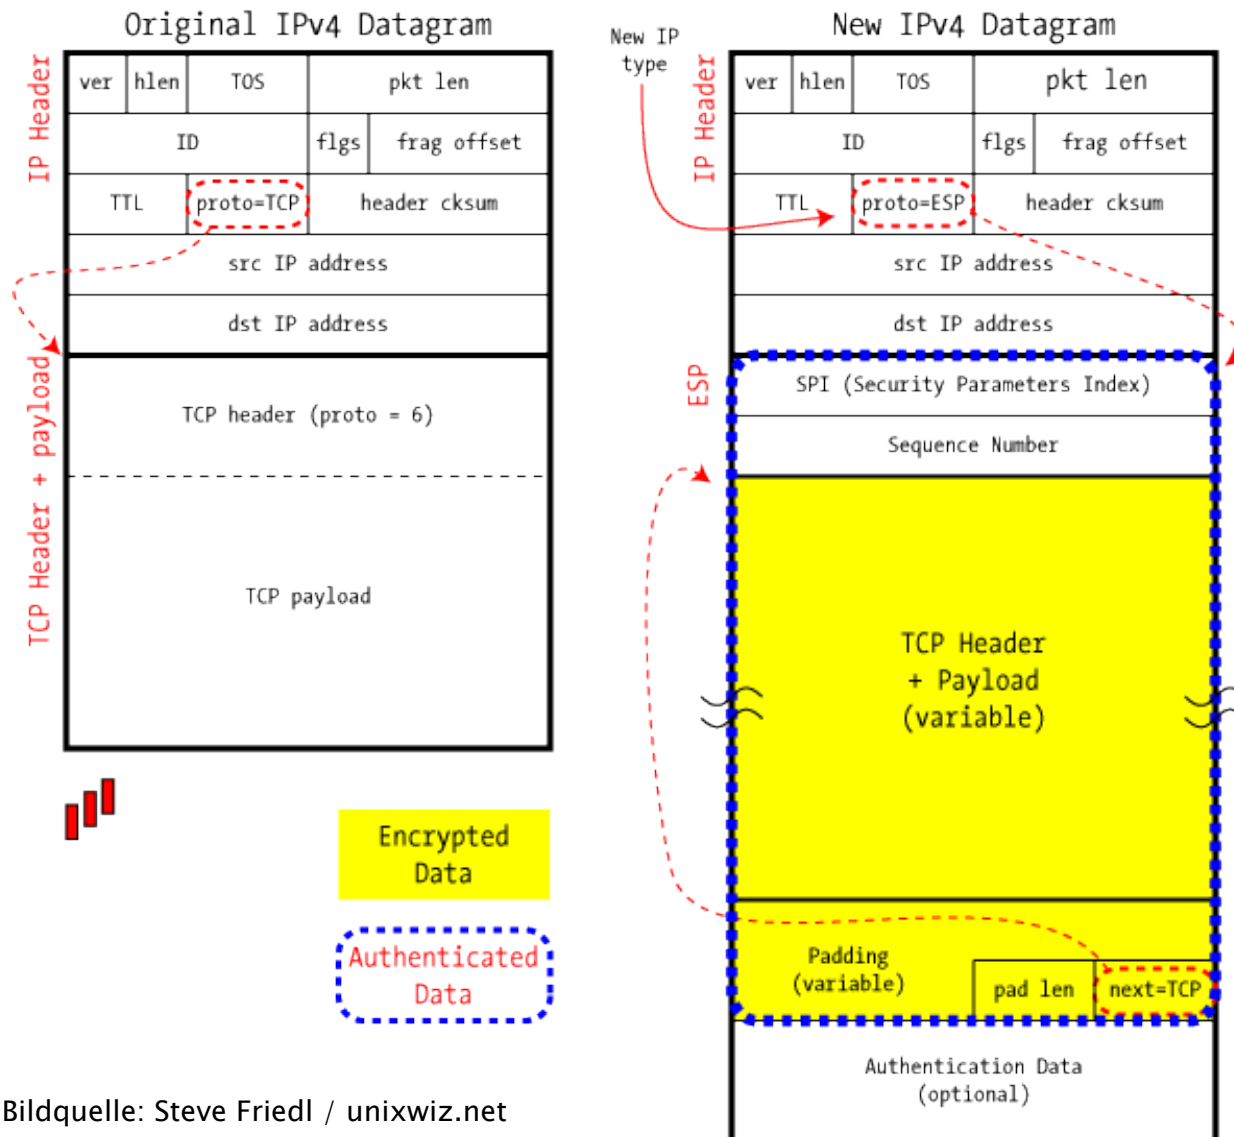 Original IPv4 Datagram
IP Header
ver hlen TOS pkt len
ID flgs frag offset
TTL proto=TCP header cksum
src IP address
dst IP address
TCP Header + payload
TCP header (proto = 6)
TCP payload
Encrypted
Data
Authenticated
Data
New IPv4 Datagram
New IP
type
IP Header
ver hlen TOS pkt len
ID flgs frag offset
TTL proto=ESP header cksum
src IP address
dst IP address
ESP
SPI (Security Parameters Index)
Sequence Number
TCP Header
+ Payload
(variable)
Padding
(variable)
pad len next=TCP
Authentication Data
(optional)
Bildquelle: Steve Friedl / unixwiz.net